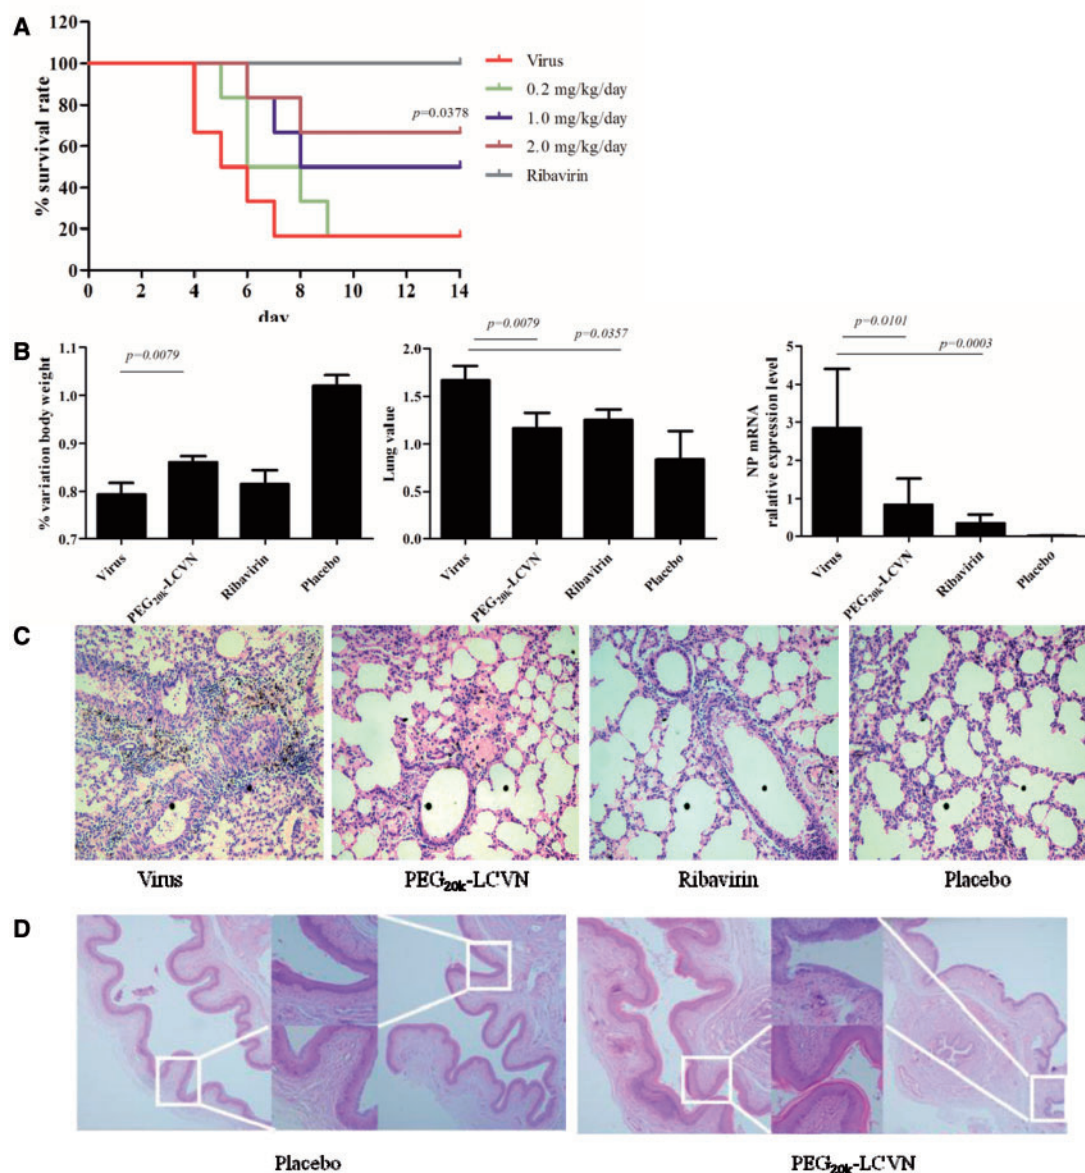 A
120
100
80
60
40
20
0
% survival rate
0 2 4 6 8 10 12 14
day
p=0.0378
Virus
0.2 mg/kg/day
1.0 mg/kg/day
2.0 mg/kg/day
Ribavirin
B
% variation body weight
1.1
1.0
0.9
0.8
0.7
p=0.0079
Virus
PEG20k-LCVN
Ribavirin
Placebo
Lung value
2.0
1.5
1.0
0.5
0.0
p=0.0079
p=0.0357
Virus
PEG20k-LCVN
Ribavirin
Placebo
NP mRNA
ralative expression level
5
4
3
2
1
0
p=0.0101
p=0.0003
Virus
PEG20k-LCVN
Ribavirin
Placebo
C
Virus PEG20k-LCVN Ribavirin Placebo
D
Placebo PEG20k-LCVN